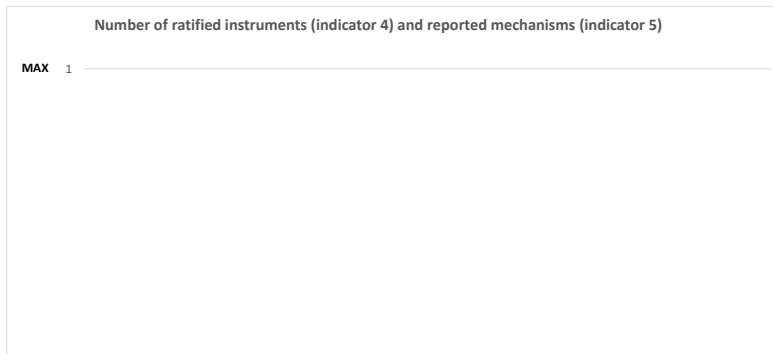 Number of ratified instruments (indicator 4) and reported mechanisms (indicator 5)
MAX 1